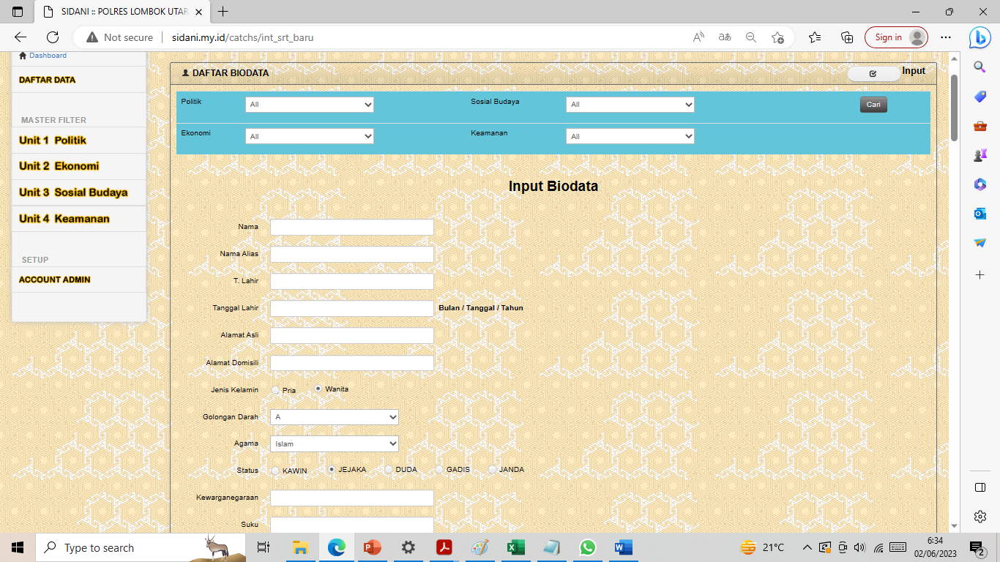 SIDANI :: POLRES LOMBOK UTAR
Not secure
sidani.my.id/catchs/int_srt_baru
Sign in
Dashboard
DAFTAR DATA
MASTER FILTER
Unit 1 Politik
Unit 2 Ekonomi
Unit 3 Sosial Budaya
Unit 4 Keamanan
SETUP
ACCOUNT ADMIN
DAFTAR BIODATA
Input
Politik All Sosial Budaya All Cari
Ekonomi All Keamanan All
Input Biodata
Nama
Nama Alias
T. Lahir
Tanggal Lahir Bulan / Tanggal / Tahun
Alamat Asli
Alamat Domisili
Jenis Kelamin Pria Wanita
Golongan Darah A
Agama Islam
Status KAWIN JEJAKA DUDA GADIS JANDA
Kewarganegaraan
Suku
Type to search
21°C
6:34
02/06/2023
2